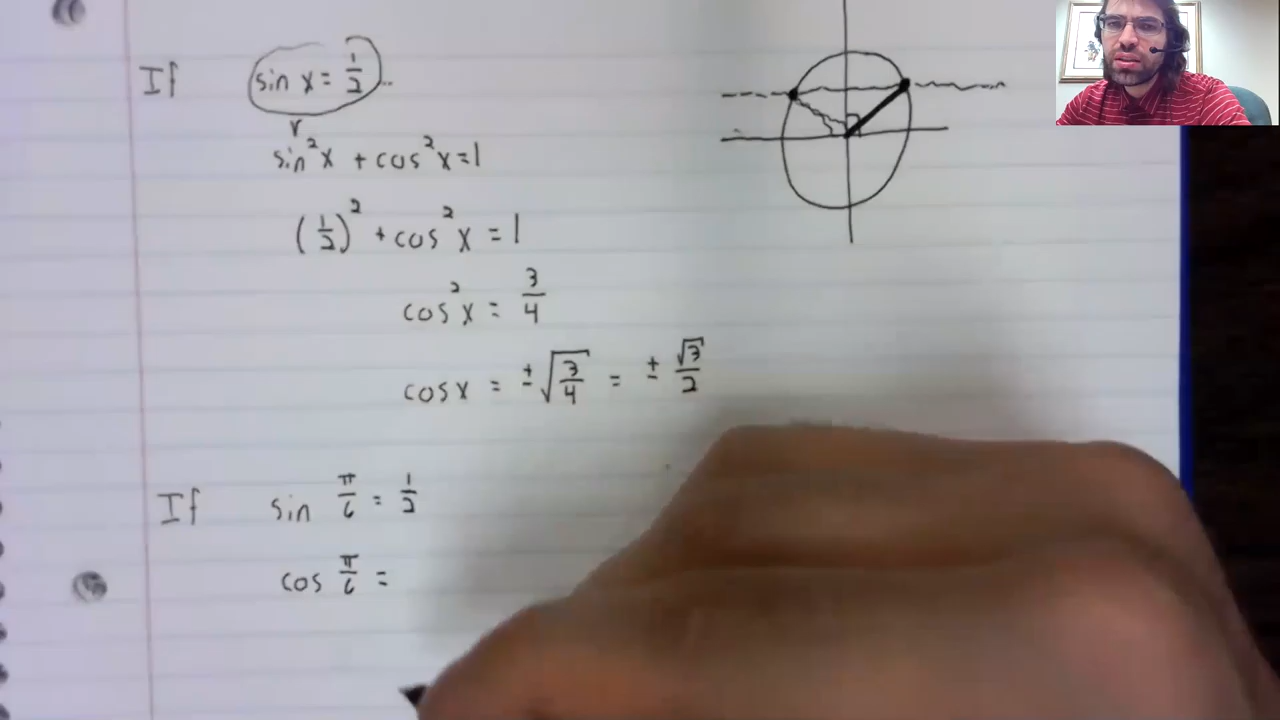 If sin x = 1/2 ..
sin²x + cos²x = 1
(1/2)² + cos²x = 1
cos²x = 3/4
cos x = ±√(3/4) = ± √3/2
If sin π/6 = 1/2
cos π/6 =